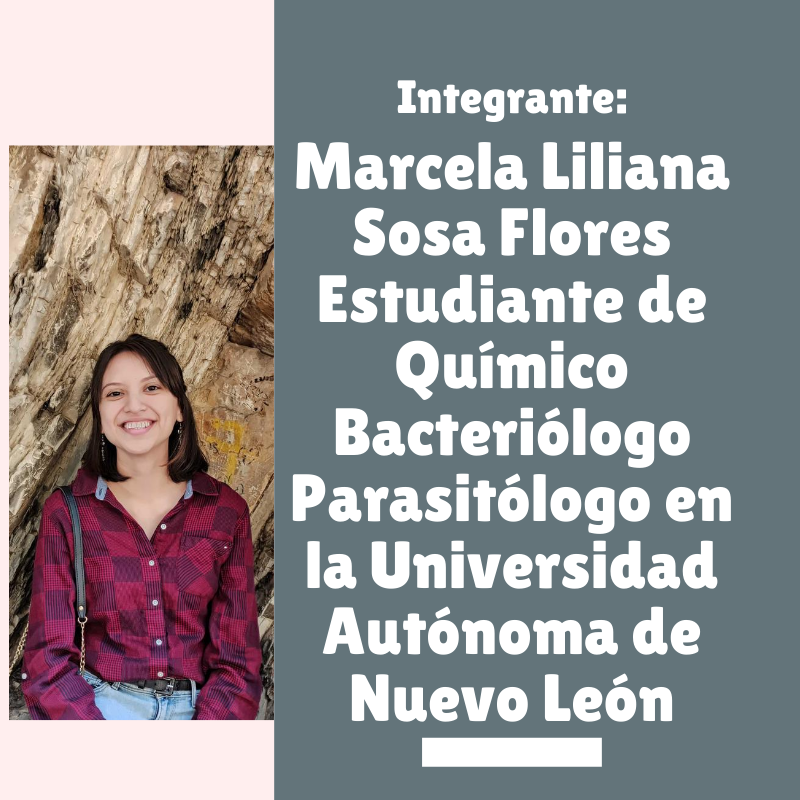 Integrante:
Marcela Liliana
Sosa Flores
Estudiante de
Químico
Bacteriólogo
Parasitólogo en
la Universidad
Autónoma de
Nuevo León